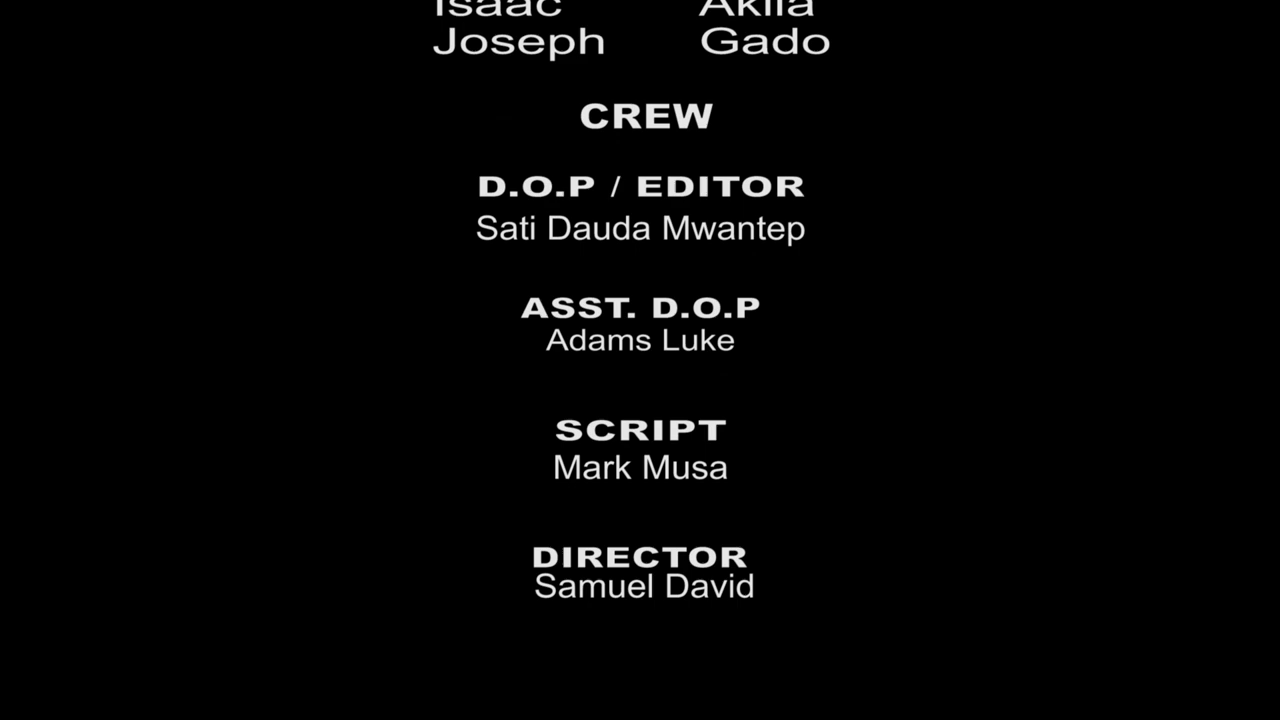 Isaac Akila
Joseph Gado
CREW
D.O.P / EDITOR
Sati Dauda Mwantep
ASST. D.O.P
Adams Luke
SCRIPT
Mark Musa
DIRECTOR
Samuel David